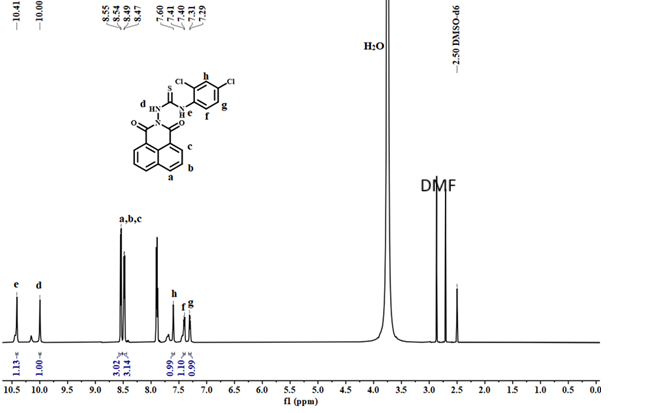 10.41
10.00
8.55
8.54
8.49
8.47
7.60
7.41
7.40
7.31
7.29
H₂O
2.50 DMSO-d6
Cl h Cl
S
d HN N H e f g
O N O
c
b
a
DMF
a,b,c
e d h f g
1.13 1.00 3.02 3.14 0.99 1.10 0.99
10.5 10.0 9.5 9.0 8.5 8.0 7.5 7.0 6.5 6.0 5.5 5.0 4.5 4.0 3.5 3.0 2.5 2.0 1.5 1.0 0.5 0.0
f1 (ppm)